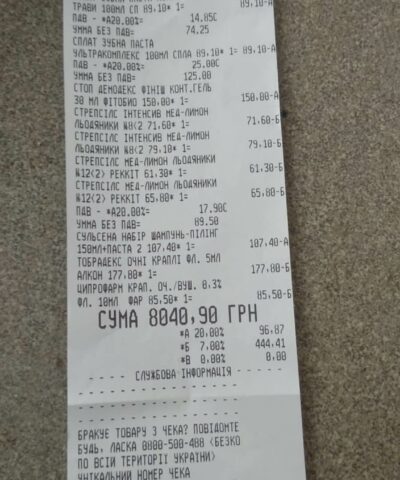 ТРАВИ 100МЛ СП 89,10* 1= 89,10-А
ПДВ - *А20.00%= 14.85С
УММА БЕЗ ПДВ= 74.25
СПЛАТ ЗУБНА ПАСТА
УЛЬТРАКОМПЛЕКС 100МЛ СПЛА 89,10* 1= 89,10-А
ПДВ - *А20.00%= 25.00С
УММА БЕЗ ПДВ= 125.00
СТОП ДЕМОДЕКС ФІНІШ КОНТ.ГЕЛЬ
30 МЛ ФІТОБИО 150,00* 1= 150,00-А
СТРЕПСІЛС ІНТЕНСИВ МЕД-ЛИМОН
ЛЬОДЯНИКИ №8<2 71,60* 1= 71,60-Б
СТРЕПСІЛС ІНТЕНСИВ МЕД-ЛИМОН
ЛЬОДЯНИКИ №8<2 79,10* 1= 79,10-Б
СТРЕПСІЛС МЕД-ЛИМОН ЛЬОДЯНИКИ
№12<2> РЕККІТ 61,30* 1= 61,30-Б
СТРЕПСІЛС МЕД-ЛИМОН ЛЬОДЯНИКИ
№12<2> РЕККІТ 65,80* 1= 65,80-Б
ПДВ - *А20.00%= 17.90С
УММА БЕЗ ПДВ= 89.50
СУЛЬСЕНА НАБІР ШАМПУНЬ-ПІЛІНГ
150МЛ+ПАСТА 2 107,40* 1= 107,40-А
ТОБРАДЕКС ОЧНІ КРАПЛІ ФЛ. 5МЛ
АЛКОН 177,80* 1= 177,80-Б
ЦИПРОФАРМ КРАП. ОЧ./ВУШ. 0.3%
ФЛ. 10МЛ ФАР 85,50* 1= 85,50-Б
СУМА 8040,90 ГРН
*А 20,00% 96,87
*Б 7,00% 444,41
*В 0,00% 0,00
- - - - СЛУЖБОВА ІНФОРМАЦІЯ - - - -
БРАКУЄ ТОВАРУ З ЧЕКА? ПОВІДОМТЕ
БУДЬ, ЛАСКА 0800-500-488 <БЕЗКО
ПО ВСІЙ ТЕРИТОРІЇ УКРАЇНИ>
УНІКАЛЬНИЙ НОМЕР ЧЕКА